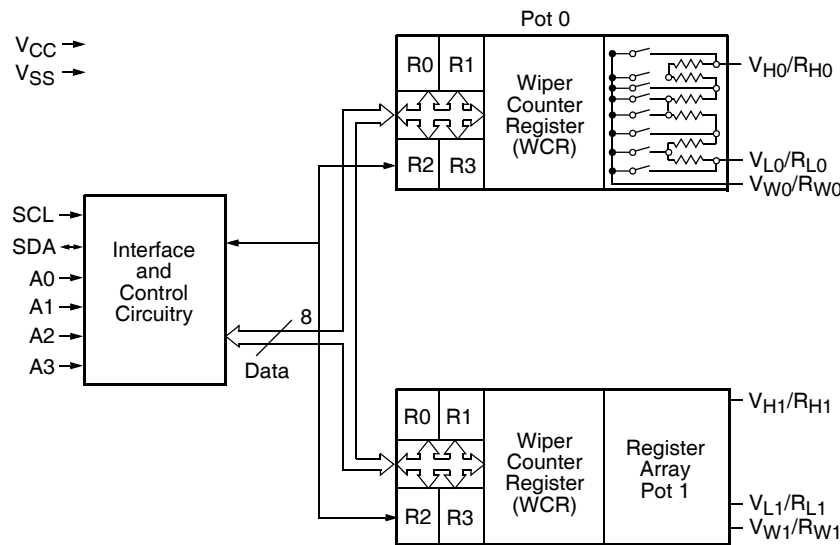 Pot 0
VCC
VSS
R0 R1
R2 R3
Wiper
Counter
Register
(WCR)
VH0/RH0
VL0/RL0
VW0/RW0
SCL
SDA
A0
A1
A2
A3
Interface
and
Control
Circuitry
8
Data
R0 R1
R2 R3
Wiper
Counter
Register
(WCR)
Register
Array
Pot 1
VH1/RH1
VL1/RL1
VW1/RW1